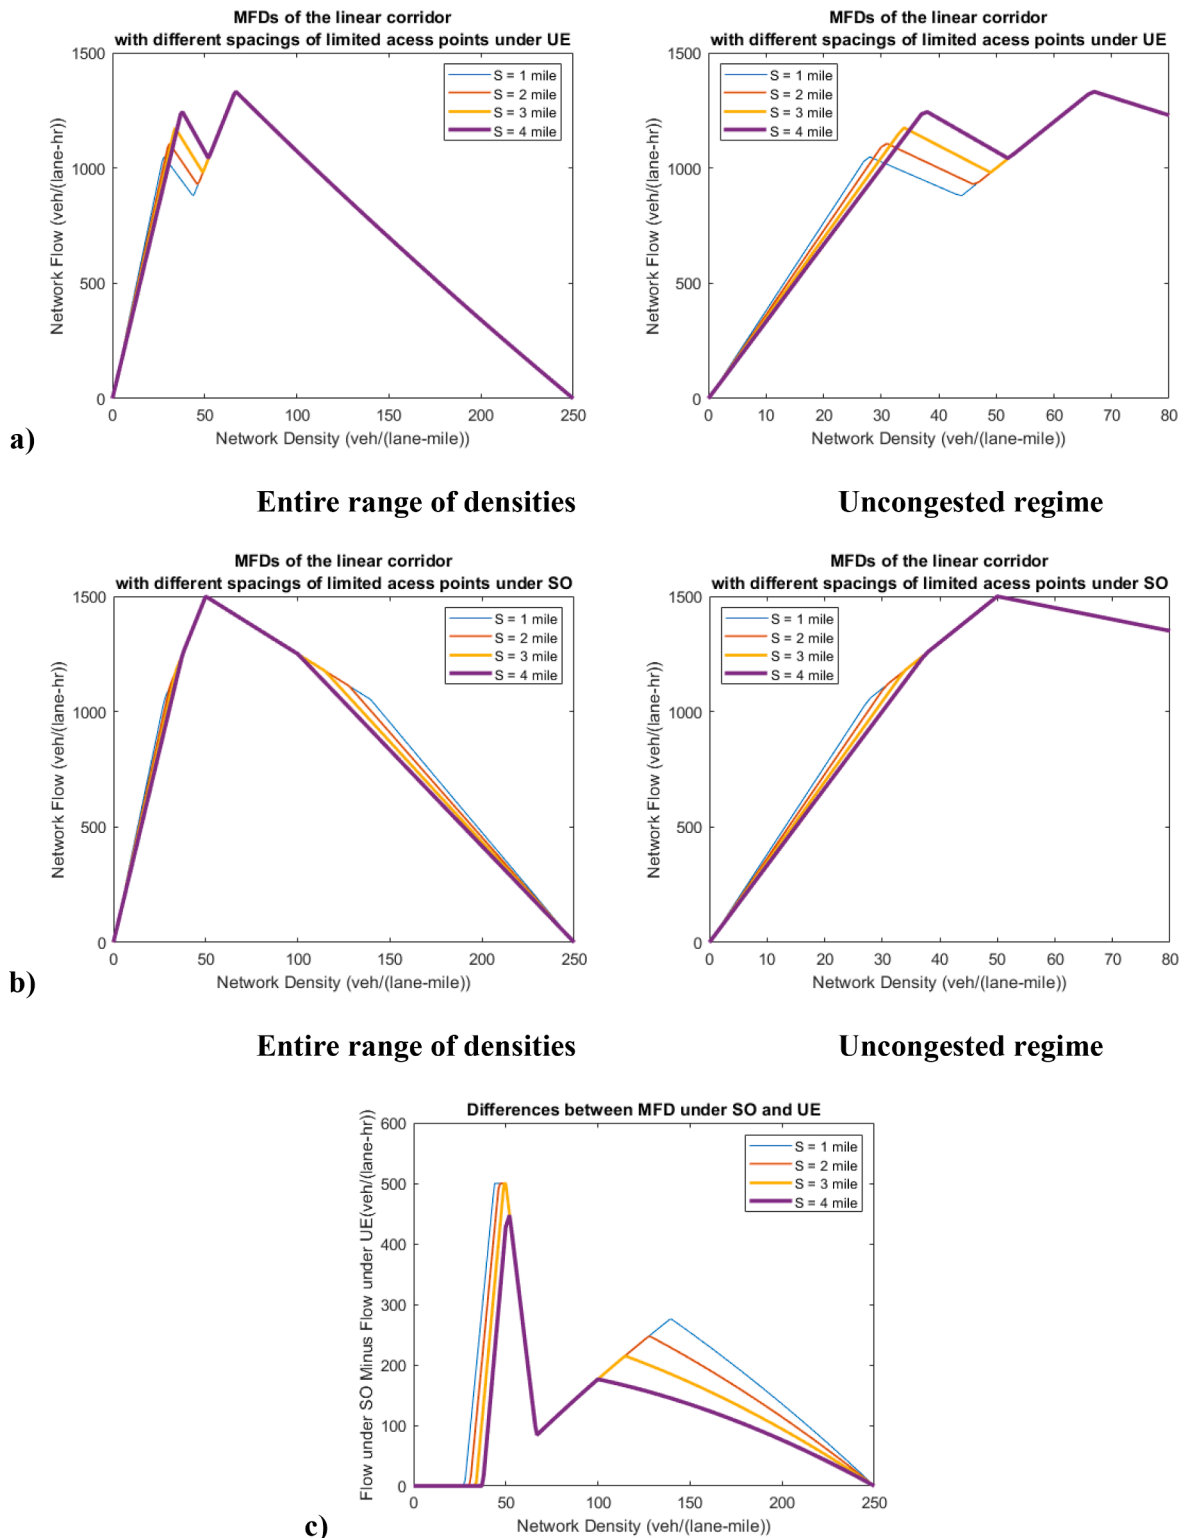 MFDs of the linear corridor
with different spacings of limited acess points under UE
Network Flow (veh/(lane-hr))
1500
1000
500
0
S = 1 mile
S = 2 mile
S = 3 mile
S = 4 mile
0 50 100 150 200 250
Network Density (veh/(lane-mile))
MFDs of the linear corridor
with different spacings of limited acess points under UE
Network Flow (veh/(lane-hr))
1500
1000
500
0
S = 1 mile
S = 2 mile
S = 3 mile
S = 4 mile
0 10 20 30 40 50 60 70 80
Network Density (veh/(lane-mile))
a)
Entire range of densities
Uncongested regime
MFDs of the linear corridor
with different spacings of limited acess points under SO
Network Flow (veh/(lane-hr))
1500
1000
500
0
S = 1 mile
S = 2 mile
S = 3 mile
S = 4 mile
0 50 100 150 200 250
Network Density (veh/(lane-mile))
MFDs of the linear corridor
with different spacings of limited acess points under SO
Network Flow (veh/(lane-hr))
1500
1000
500
0
S = 1 mile
S = 2 mile
S = 3 mile
S = 4 mile
0 10 20 30 40 50 60 70 80
Network Density (veh/(lane-mile))
b)
Entire range of densities
Uncongested regime
Differences between MFD under SO and UE
Flow under SO Minus Flow under UE(veh/(lane-hr))
600
500
400
300
200
100
0
S = 1 mile
S = 2 mile
S = 3 mile
S = 4 mile
0 50 100 150 200 250
Network Density (veh/(lane-mile))
c)